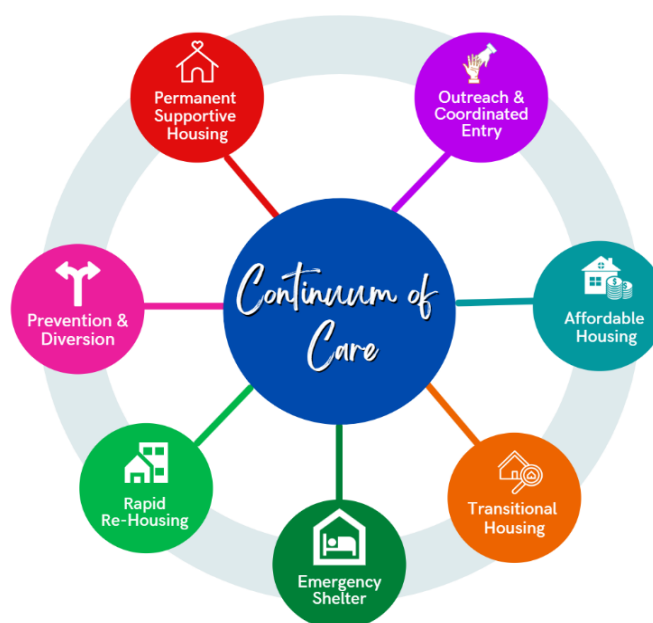 Permanent
Supportive
Housing
Outreach &
Coordinated
Entry
Continuum of
Care
Prevention &
Diversion
Affordable
Housing
Rapid
Re-Housing
Transitional
Housing
Emergency
Shelter